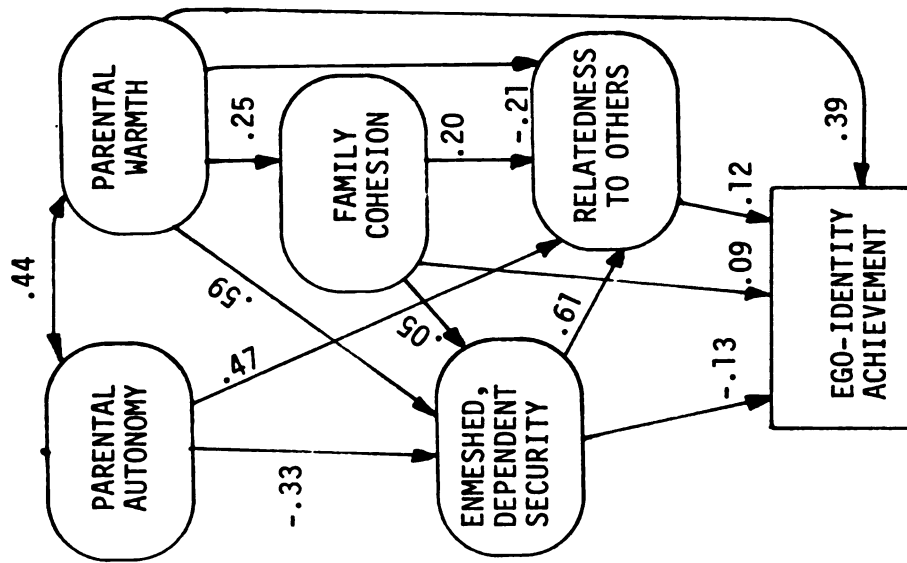 PARENTAL
WARMTH
.44
PARENTAL
AUTONOMY
.25
FAMILY
COHESION
.59
.47
-.33
.20
-.21
RELATEDNESS
TO OTHERS
.05
.61
ENMESHED,
DEPENDENT
SECURITY
.39
.12
.09
-.13
EGO-IDENTITY
ACHIEVEMENT